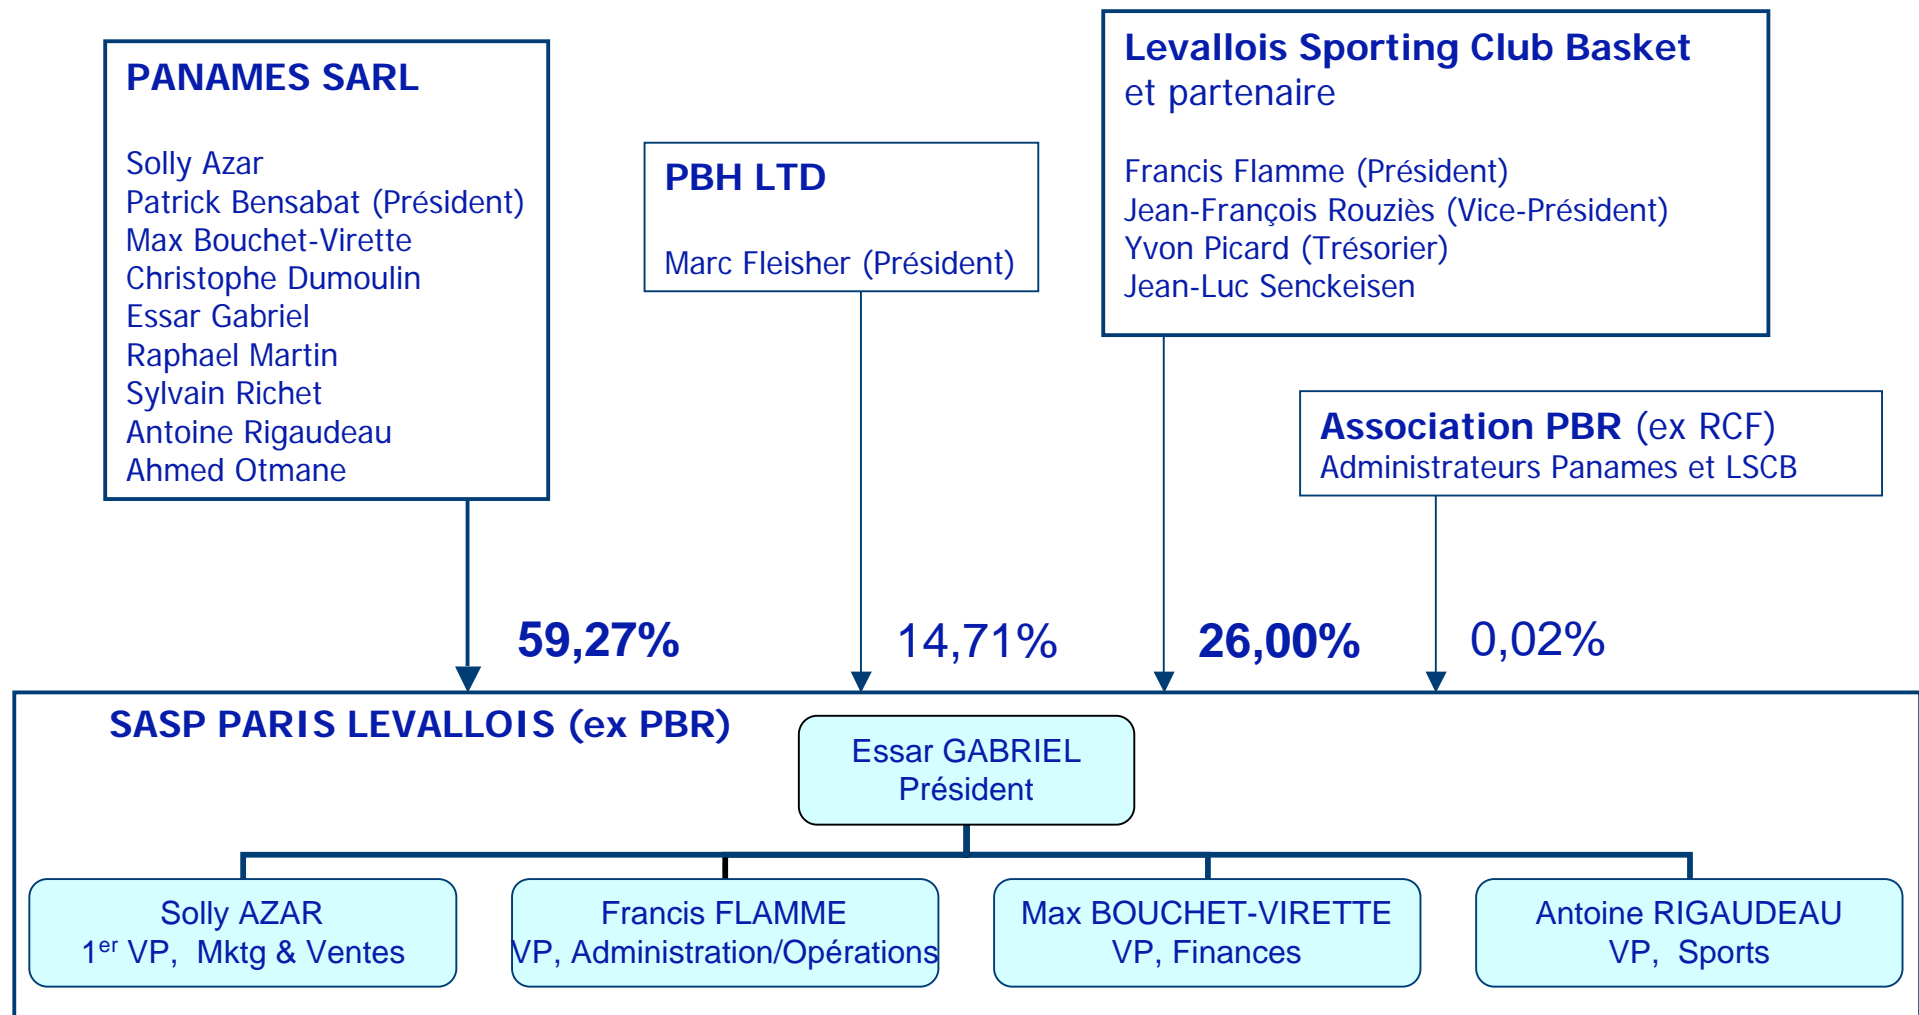 PANAMES SARL
Solly Azar
Patrick Bensabat (Président)
Max Bouchet-Virette
Christophe Dumoulin
Essar Gabriel
Raphael Martin
Sylvain Richet
Antoine Rigaudeau
Ahmed Otmane
PBH LTD
Marc Fleisher (Président)
Levallois Sporting Club Basket
et partenaire
Francis Flamme (Président)
Jean-François Rouziès (Vice-Président)
Yvon Picard (Trésorier)
Jean-Luc Senckeisen
Association PBR (ex RCF)
Administrateurs Panames et LSCB
59,27%
14,71%
26,00%
0,02%
SASP PARIS LEVALLOIS (ex PBR)
Essar GABRIEL
Président
Solly AZAR
1er VP, Mktg & Ventes
Francis FLAMME
VP, Administration/Opérations
Max BOUCHET-VIRETTE
VP, Finances
Antoine RIGAUDEAU
VP, Sports